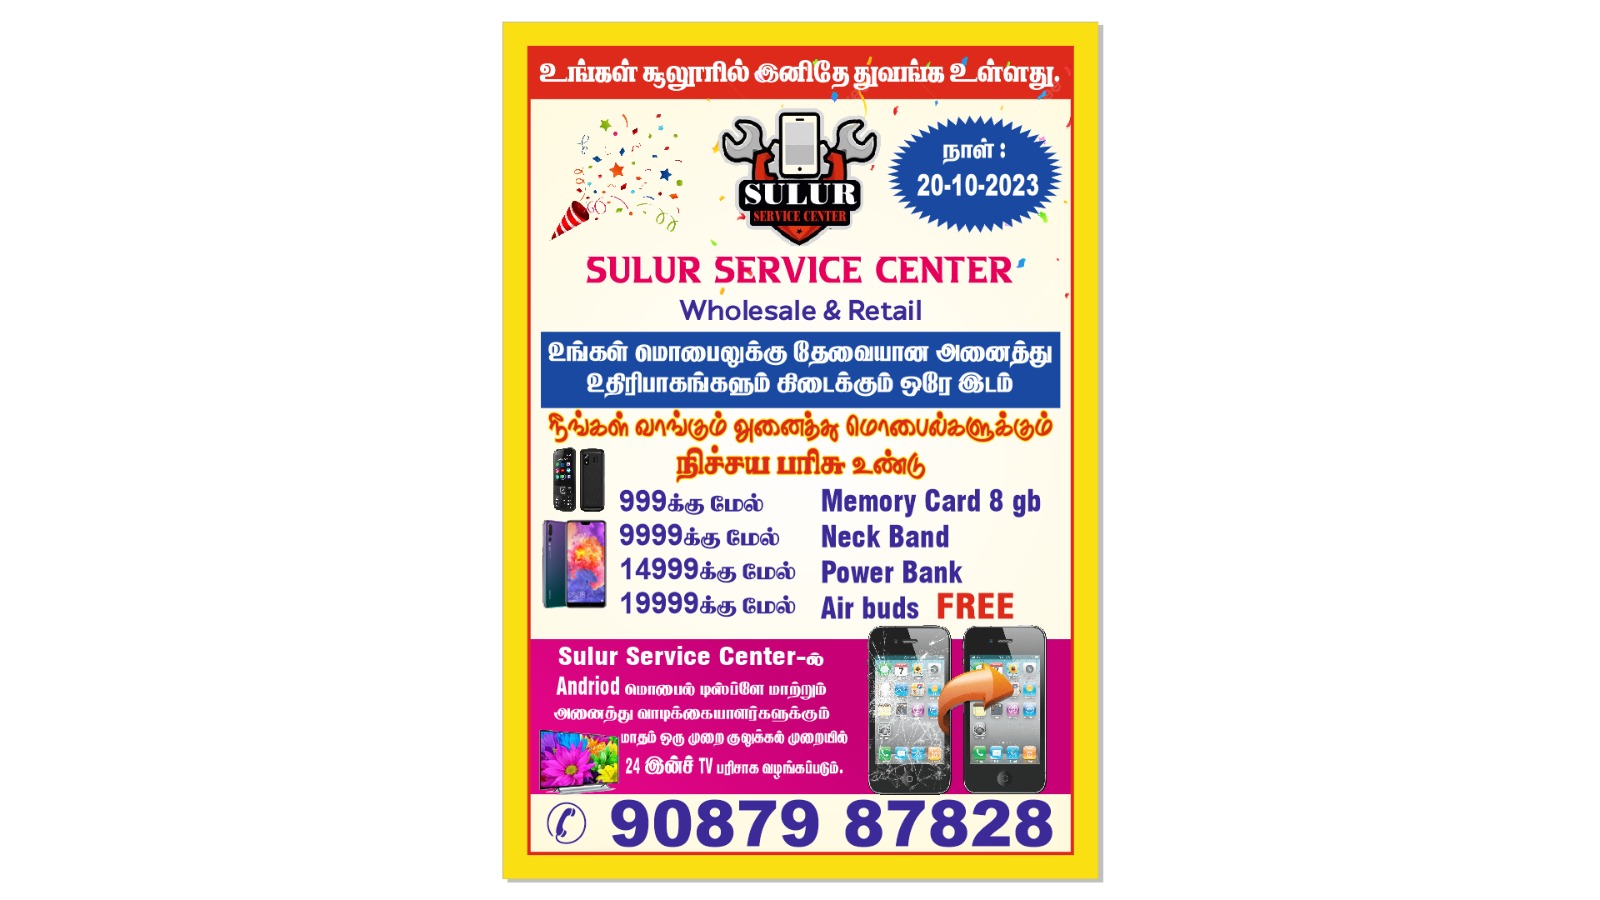 உங்கள் சூலூரில் இனிதே துவங்க உள்ளது.
SULUR
SERVICE CENTER
நாள் :
20-10-2023
SULUR SERVICE CENTER
Wholesale & Retail
உங்கள் மொபைலுக்கு தேவையான அனைத்து
உதிரிபாகங்களும் கிடைக்கும் ஒரே இடம்
நீங்கள் வாங்கும் அனைத்து மொபைல்களுக்கும்
நிச்சய பரிசு உண்டு
999க்கு மேல் Memory Card 8 gb
9999க்கு மேல் Neck Band
14999க்கு மேல் Power Bank
19999க்கு மேல் Air buds FREE
Sulur Service Center-ல்
Andriod மொபைல் டிஸ்ப்ளே மாற்றும்
அனைத்து வாடிக்கையாளர்களுக்கும்
மாதம் ஒரு முறை குலுக்கல் முறையில்
24 இன்ச் TV பரிசாக வழங்கப்படும்.
90879 87828